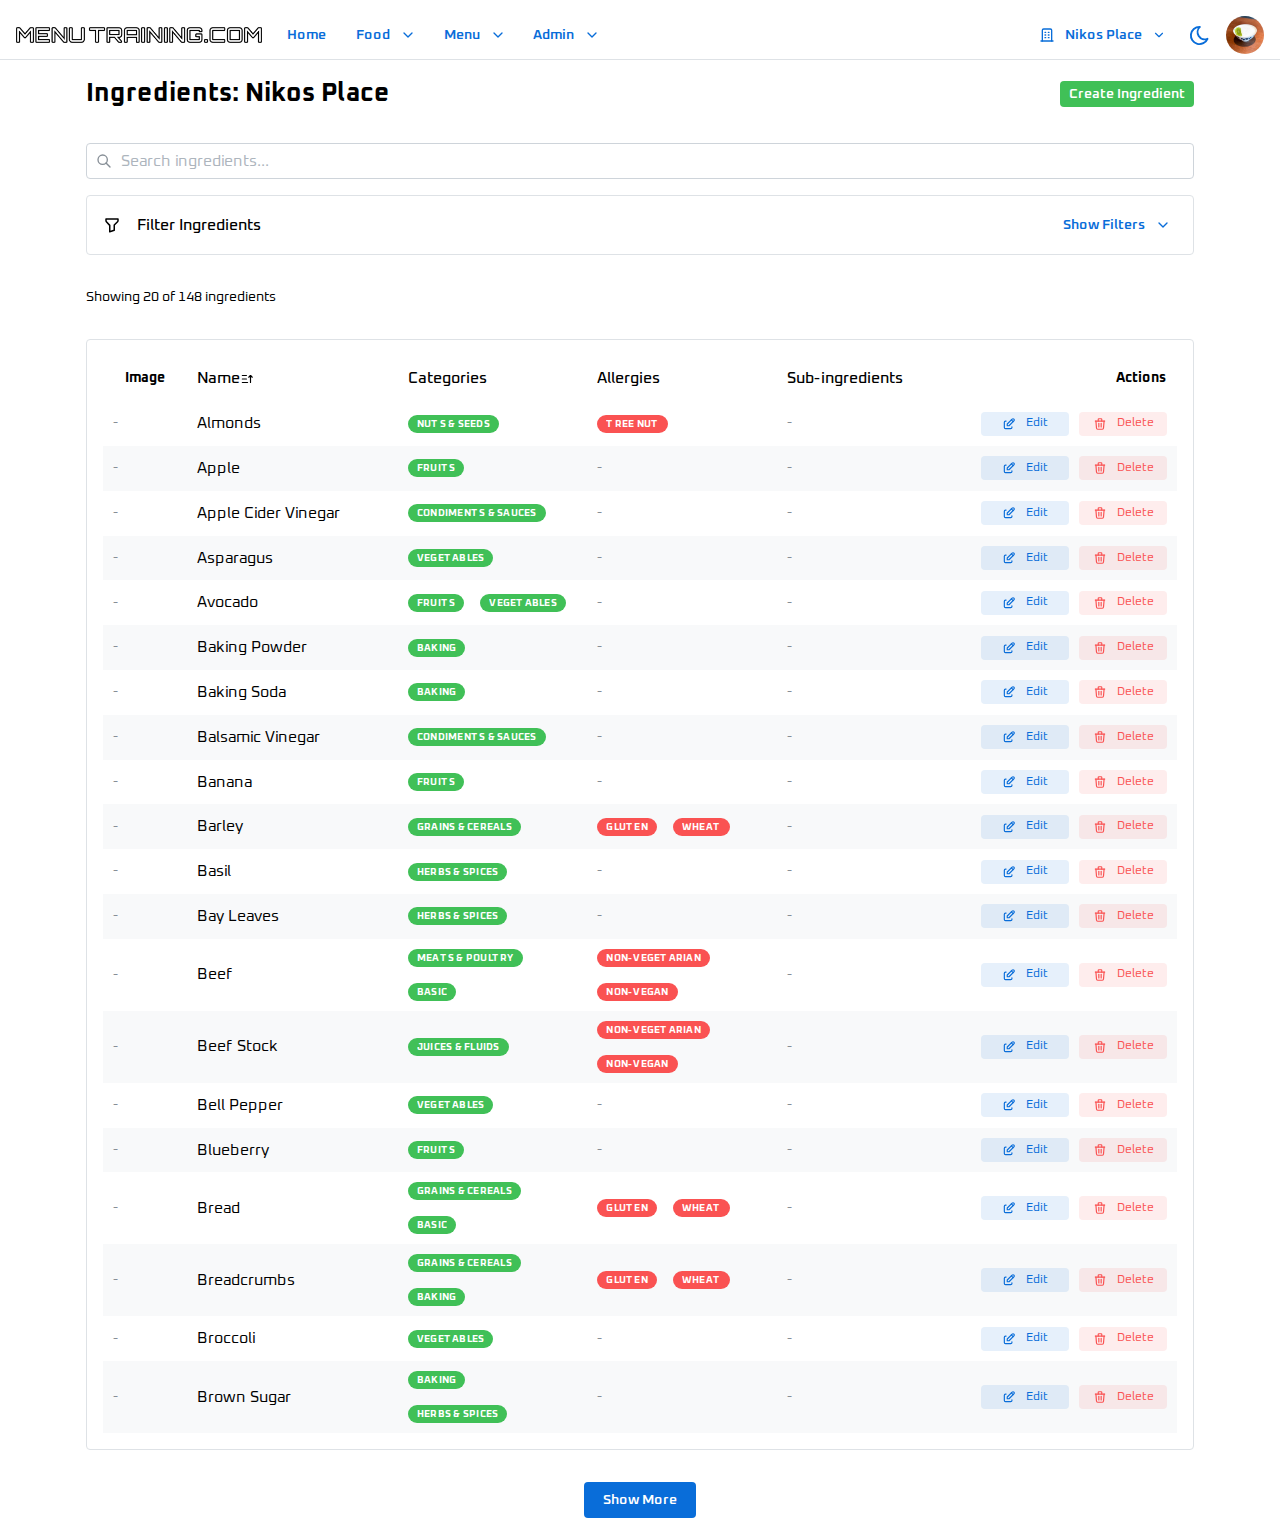 MENUTRAINING.COM Home Food Menu Admin Nikos Place
Ingredients: Nikos Place Create Ingredient
Search ingredients...
Filter Ingredients Show Filters
Showing 20 of 148 ingredients
Image Name Categories Allergies Sub-ingredients Actions
- Almonds NUTS & SEEDS TREE NUT - Edit Delete
- Apple FRUITS - - Edit Delete
- Apple Cider Vinegar CONDIMENTS & SAUCES - - Edit Delete
- Asparagus VEGETABLES - - Edit Delete
- Avocado FRUITS VEGETABLES - - Edit Delete
- Baking Powder BAKING - - Edit Delete
- Baking Soda BAKING - - Edit Delete
- Balsamic Vinegar CONDIMENTS & SAUCES - - Edit Delete
- Banana FRUITS - - Edit Delete
- Barley GRAINS & CEREALS GLUTEN WHEAT - Edit Delete
- Basil HERBS & SPICES - - Edit Delete
- Bay Leaves HERBS & SPICES - - Edit Delete
MEATS & POULTRY NON-VEGETARIAN
- Beef - Edit Delete
BASIC NON-VEGAN
NON-VEGETARIAN
- Beef Stock JUICES & FLUIDS - Edit Delete
NON-VEGAN
- Bell Pepper VEGETABLES - - Edit Delete
- Blueberry FRUITS - - Edit Delete
GRAINS & CEREALS
- Bread GLUTEN WHEAT - Edit Delete
BASIC
GRAINS & CEREALS
- Breadcrumbs GLUTEN WHEAT - Edit Delete
BAKING
- Broccoli VEGETABLES - - Edit Delete
BAKING
- Brown Sugar - - Edit Delete
HERBS & SPICES
Show More